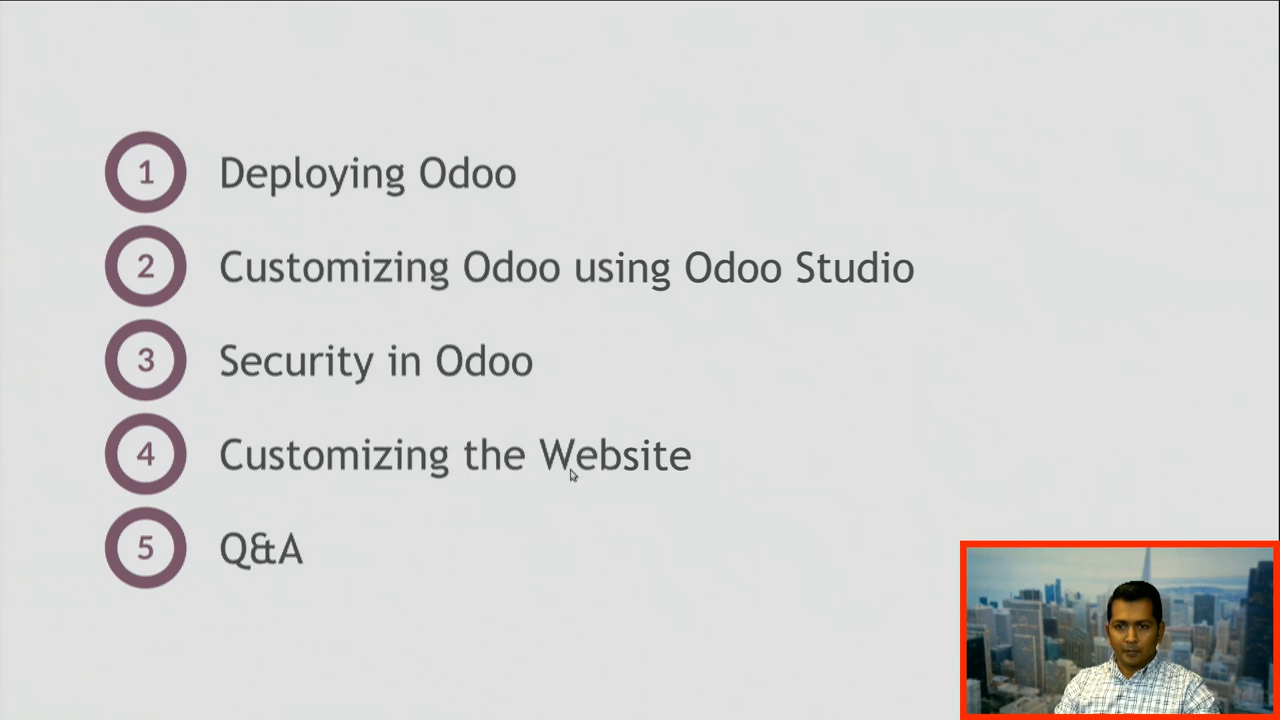 1 Deploying Odoo
2 Customizing Odoo using Odoo Studio
3 Security in Odoo
4 Customizing the Website
5 Q&A